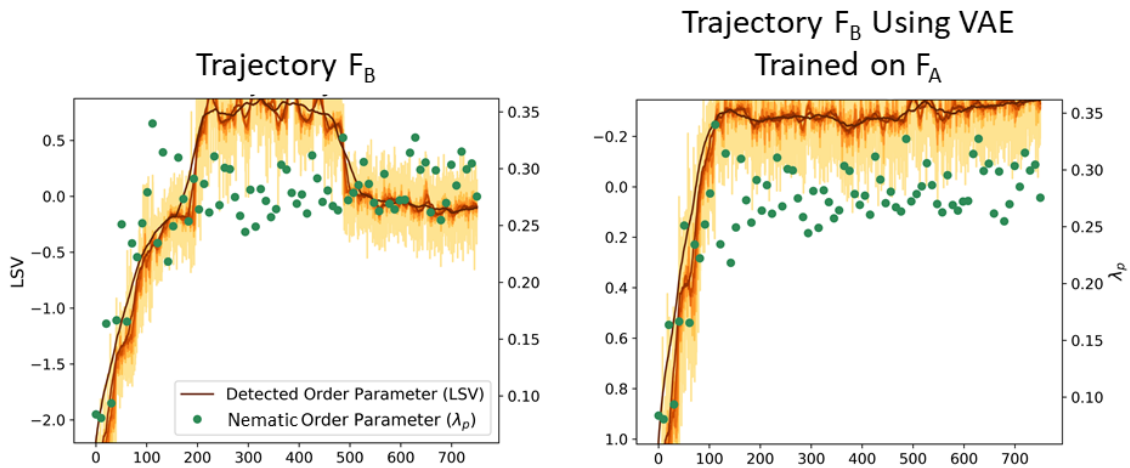 Trajectory F_B
0.5
0.0
−0.5
−1.0
−1.5
−2.0
LSV
0.35
0.30
0.25
0.20
0.15
0.10
Detected Order Parameter (LSV)
Nematic Order Parameter (λ_p)
0 100 200 300 400 500 600 700
Trajectory F_B Using VAE
Trained on F_A
−0.2
0.0
0.2
0.4
0.6
0.8
1.0
0.35
0.30
0.25
0.20
0.15
0.10
λ_p
0 100 200 300 400 500 600 700